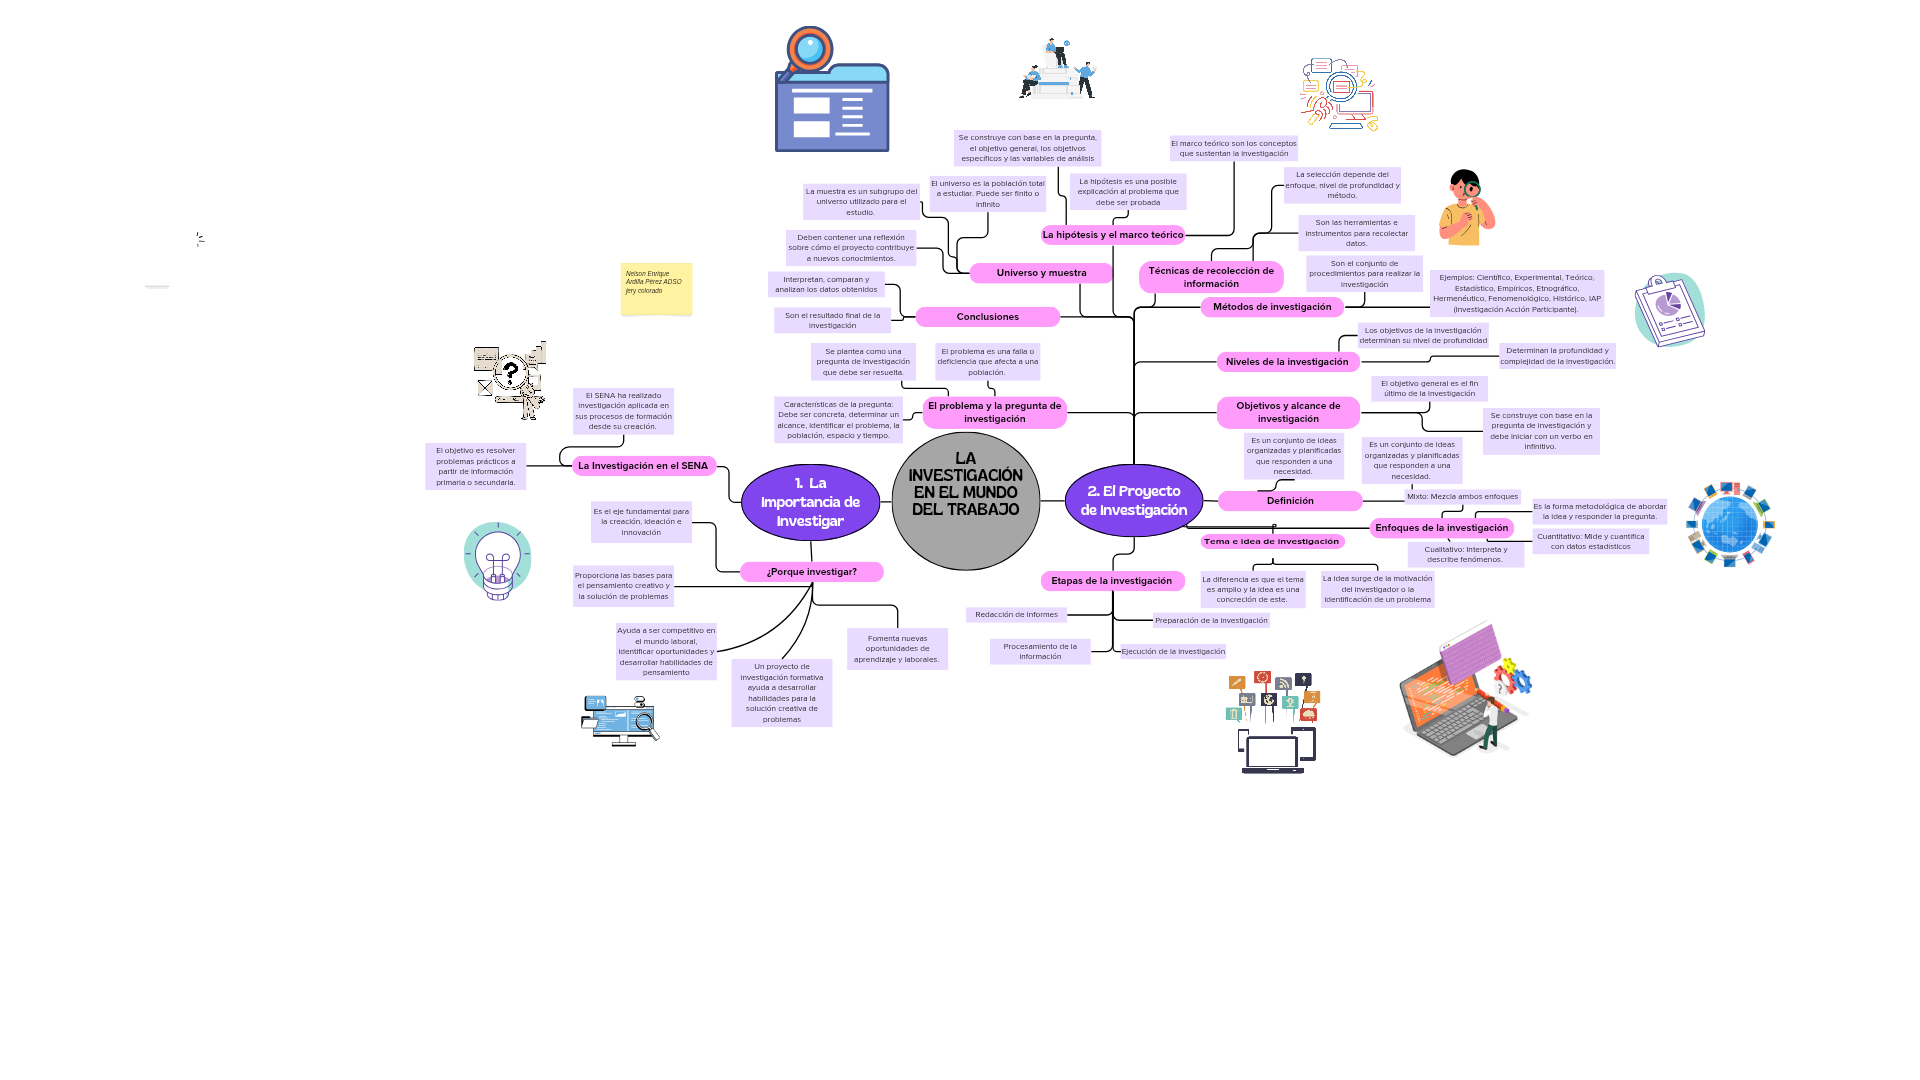 Se construye con base en la pregunta,
el objetivo general, los objetivos
específicos y las variables de análisis
El marco teórico son los conceptos
que sustentan la investigación
La muestra es un subgrupo del
universo utilizado para el
estudio.
El universo es la población total
a estudiar. Puede ser finito o
infinito
La hipótesis es una posible
explicación al problema que
debe ser probada
La selección depende del
enfoque, nivel de profundidad y
método.
Deben contener una reflexión
sobre cómo el proyecto contribuye
a nuevos conocimientos.
La hipótesis y el marco teórico
Son las herramientas e
instrumentos para recolectar
datos.
Universo y muestra
Técnicas de recolección de
información
Son el conjunto de
procedimientos para realizar la
investigación
Nelson Enrique
Ardilla Pérez ADSO
jery colorado
Interpretan, comparan y
analizan los datos obtenidos
Ejemplos: Científico, Experimental, Teórico,
Estadístico, Empíricos, Etnográfico,
Hermenéutico, Fenomenológico, Histórico, IAP
(Investigación Acción Participante).
Son el resultado final de la
investigación
Conclusiones
Métodos de investigación
Los objetivos de la investigación
determinan su nivel de profundidad
Se plantea como una
pregunta de investigación
que debe ser resuelta.
El problema es una falla o
deficiencia que afecta a una
población.
Niveles de la investigación
Determinan la profundidad y
complejidad de la investigación.
El objetivo general es el fin
último de la investigación
El SENA ha realizado
investigación aplicada en
sus procesos de formación
desde su creación.
Características de la pregunta:
Debe ser concreta, determinar un
alcance, identificar el problema, la
población, espacio y tiempo.
El problema y la pregunta de
investigación
Objetivos y alcance de
investigación
Se construye con base en la
pregunta de investigación y
debe iniciar con un verbo en
infinitivo.
El objetivo es resolver
problemas prácticos a
partir de información
primaria o secundaria.
La Investigación en el SENA
Es un conjunto de ideas
organizadas y planificadas
que responden a una
necesidad.
Es un conjunto de ideas
organizadas y planificadas
que responden a una
necesidad.
1. La
Importancia de
Investigar
LA
INVESTIGACIÓN
EN EL MUNDO
DEL TRABAJO
2. El Proyecto
de Investigación
Definición
Mixto: Mezcla ambos enfoques
Es la forma metodológica de abordar
la idea y responder la pregunta.
Es el eje fundamental para
la creación, ideación e
innovación
Enfoques de la investigación
Tema e idea de investigación
Cuantitativo: Mide y cuantifica
con datos estadísticos
Cualitativo: Interpreta y
describe fenómenos.
¿Porque investigar?
Etapas de la investigación
Proporciona las bases para
el pensamiento creativo y
la solución de problemas
La diferencia es que el tema
es amplio y la idea es una
concreción de este.
La idea surge de la motivación
del investigador o la
identificación de un problema
Redacción de informes
Preparación de la investigación
Ayuda a ser competitivo en
el mundo laboral,
identificar oportunidades y
desarrollar habilidades de
pensamiento
Fomenta nuevas
oportunidades de
aprendizaje y laborales.
Procesamiento de la
información
Ejecución de la investigación
Un proyecto de
investigación formativa
ayuda a desarrollar
habilidades para la
solución creativa de
problemas